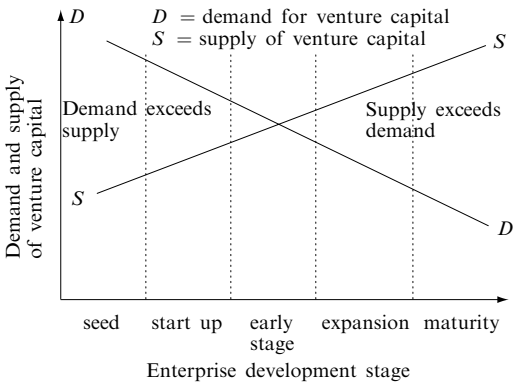 D
D = demand for venture capital
S = supply of venture capital
S
Demand exceeds
supply
Supply exceeds
demand
S
D
Demand and supply
of venture capital
seed
start up
early
stage
expansion
maturity
Enterprise development stage